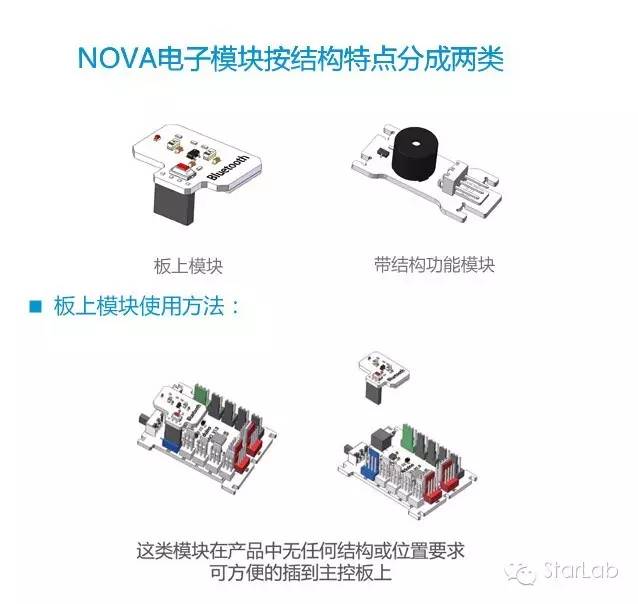 NOVA电子模块按结构特点分成两类
Bluetooth
板上模块
带结构功能模块
板上模块使用方法：
Bluetooth
Bluetooth
这类模块在产品中无任何结构或位置要求
可方便的插到主控板上
StarLab